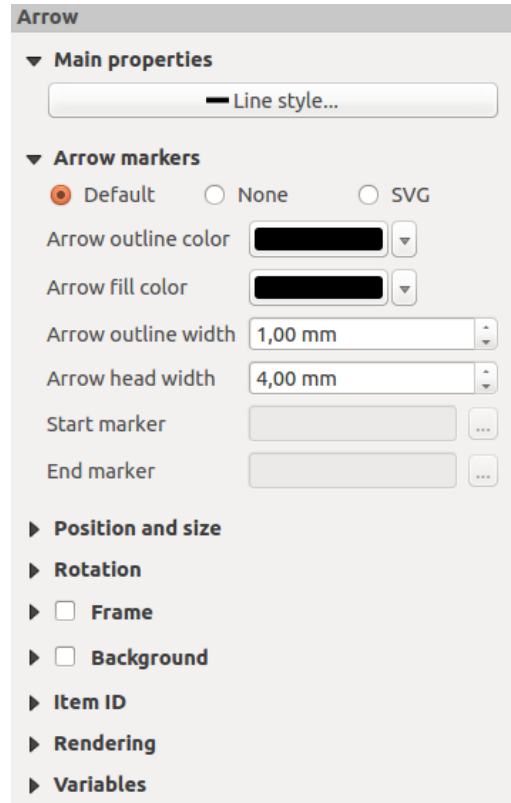 Arrow
Main properties
Line style...
Arrow markers
Default None SVG
Arrow outline color
Arrow fill color
Arrow outline width 1,00 mm
Arrow head width 4,00 mm
Start marker ...
End marker ...
Position and size
Rotation
Frame
Background
Item ID
Rendering
Variables